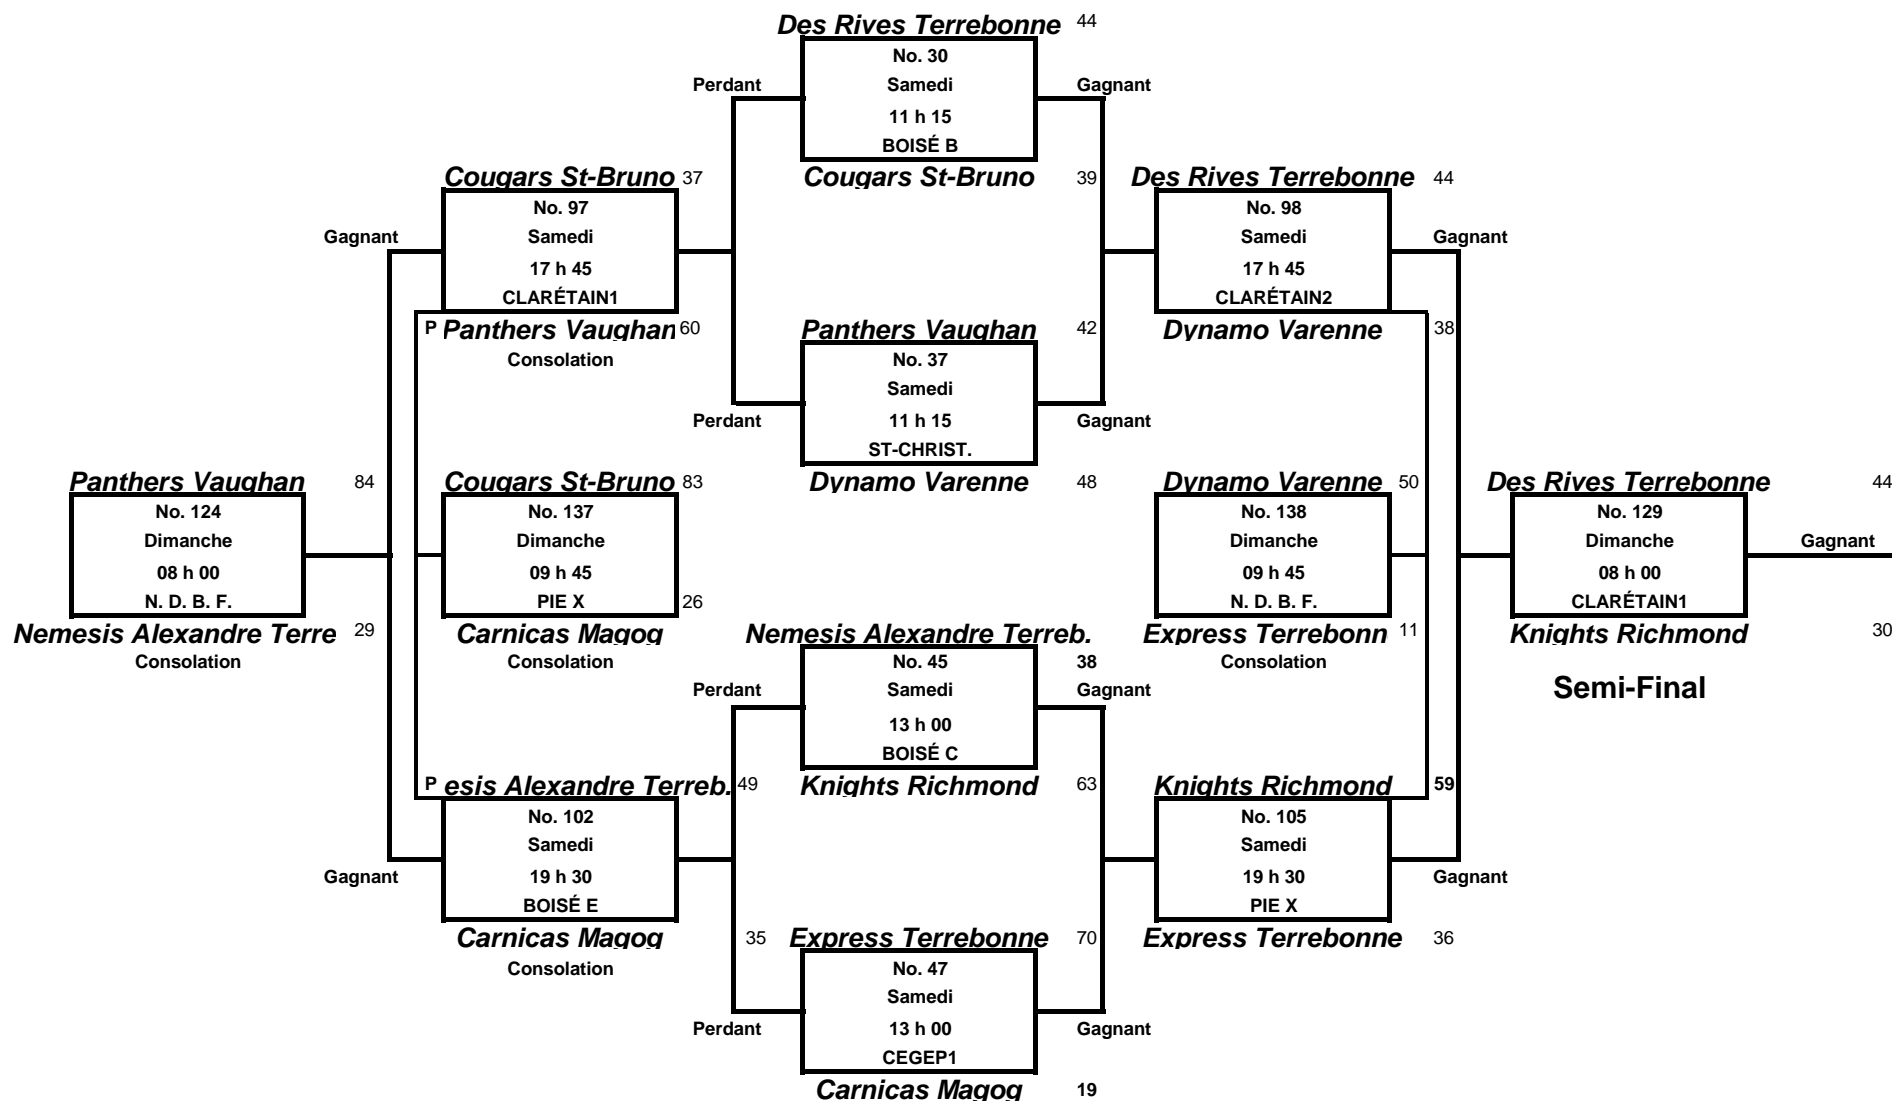 Des Rives Terrebonne 44
No. 30
Perdant Samedi Gagnant
11 h 15
BOISÉ B
Cougars St-Bruno 37 Cougars St-Bruno 39 Des Rives Terrebonne 44
No. 97 No. 98
Gagnant Samedi Samedi Gagnant
17 h 45 17 h 45
CLARÉTAIN1 CLARÉTAIN2
P Panthers Vaughan 60 Panthers Vaughan 42 Dynamo Varenne 38
Consolation No. 37
Samedi
Perdant 11 h 15 Gagnant
ST-CHRIST.
Panthers Vaughan 84 Cougars St-Bruno 83 Dynamo Varenne 48 Dynamo Varenne 50 Des Rives Terrebonne 44
No. 124 No. 137 No. 138 No. 129
Dimanche Dimanche Dimanche Dimanche Gagnant
08 h 00 09 h 45 09 h 45 08 h 00
N. D. B. F. PIE X 26 N. D. B. F. CLARÉTAIN1
Nemesis Alexandre Terre 29 Carnicas Magog Nemesis Alexandre Terreb. Express Terrebonn 11 Knights Richmond 30
Consolation Consolation No. 45 38 Consolation
Perdant Samedi Gagnant Semi-Final
13 h 00
BOISÉ C
P esis Alexandre Terreb. 49 Knights Richmond 63 Knights Richmond 59
No. 102 No. 105
Samedi Samedi
Gagnant 19 h 30 19 h 30 Gagnant
BOISÉ E PIE X
Carnicas Magog 35 Express Terrebonne 70 Express Terrebonne 36
Consolation No. 47
Samedi
Perdant 13 h 00 Gagnant
CEGEP1
Carnicas Magog 19